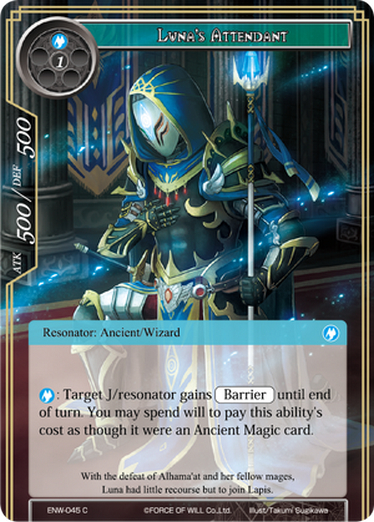 Luna's Attendant
1
ATK 500 / DEF 500
Resonator: Ancient/Wizard
: Target J/resonator gains Barrier until end
of turn. You may spend will to pay this ability's
cost as though it were an Ancient Magic card.
With the defeat of Alhama'at and her fellow mages,
Luna had little recourse but to join Lapis.
ENW-045 C ©FORCE OF WILL Co.,Ltd. Illust/Takumi Sugikawa